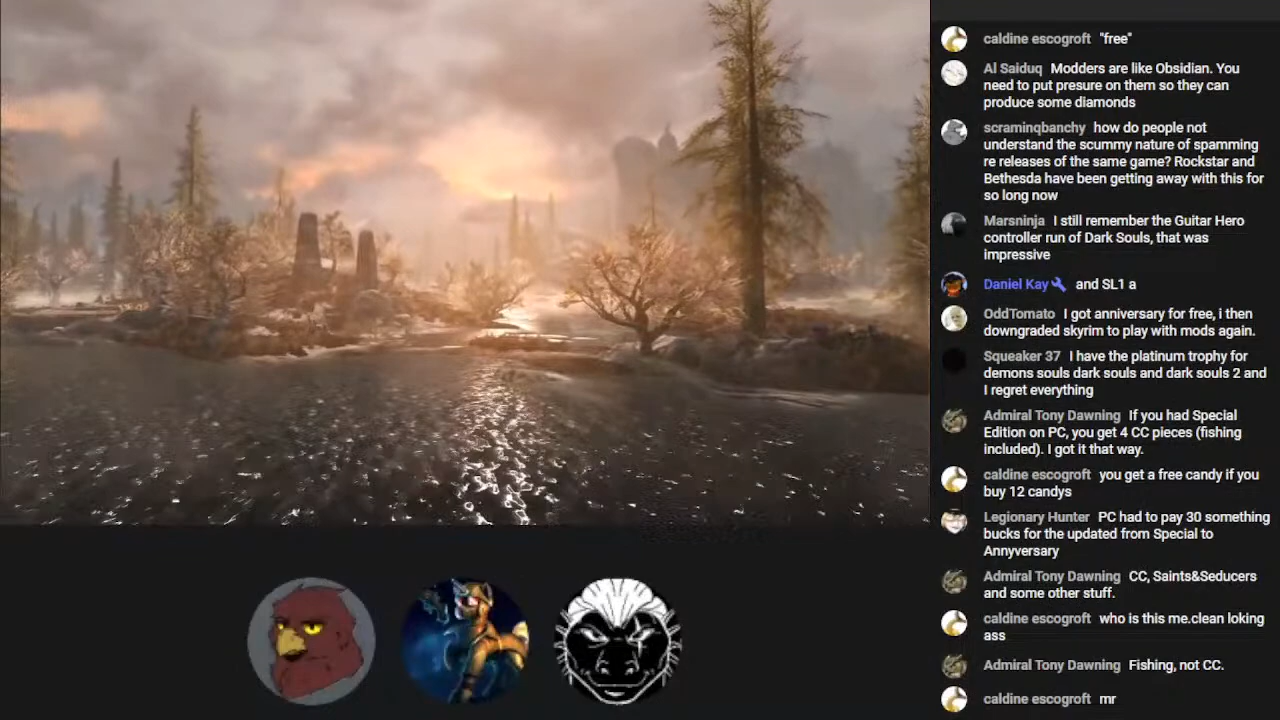 caldine escogroft "free"
Al Saiduq Modders are like Obsidian. You
need to put presure on them so they can
produce some diamonds
scraminqbanchy how do people not
understand the scummy nature of spamming
re releases of the same game? Rockstar and
Bethesda have been getting away with this for
so long now
Marsninja I still remember the Guitar Hero
controller run of Dark Souls, that was
impressive
Daniel Kay and SL1 a
OddTomato I got anniversary for free, i then
downgraded skyrim to play with mods again.
Squeaker 37 I have the platinum trophy for
demons souls dark souls and dark souls 2 and
I regret everything
Admiral Tony Dawning If you had Special
Edition on PC, you get 4 CC pieces (fishing
included). I got it that way.
caldine escogroft you get a free candy if you
buy 12 candys
Legionary Hunter PC had to pay 30 something
bucks for the updated from Special to
Annyversary
Admiral Tony Dawning CC, Saints&Seducers
and some other stuff.
caldine escogroft who is this me.clean loking
ass
Admiral Tony Dawning Fishing, not CC.
caldine escogroft mr